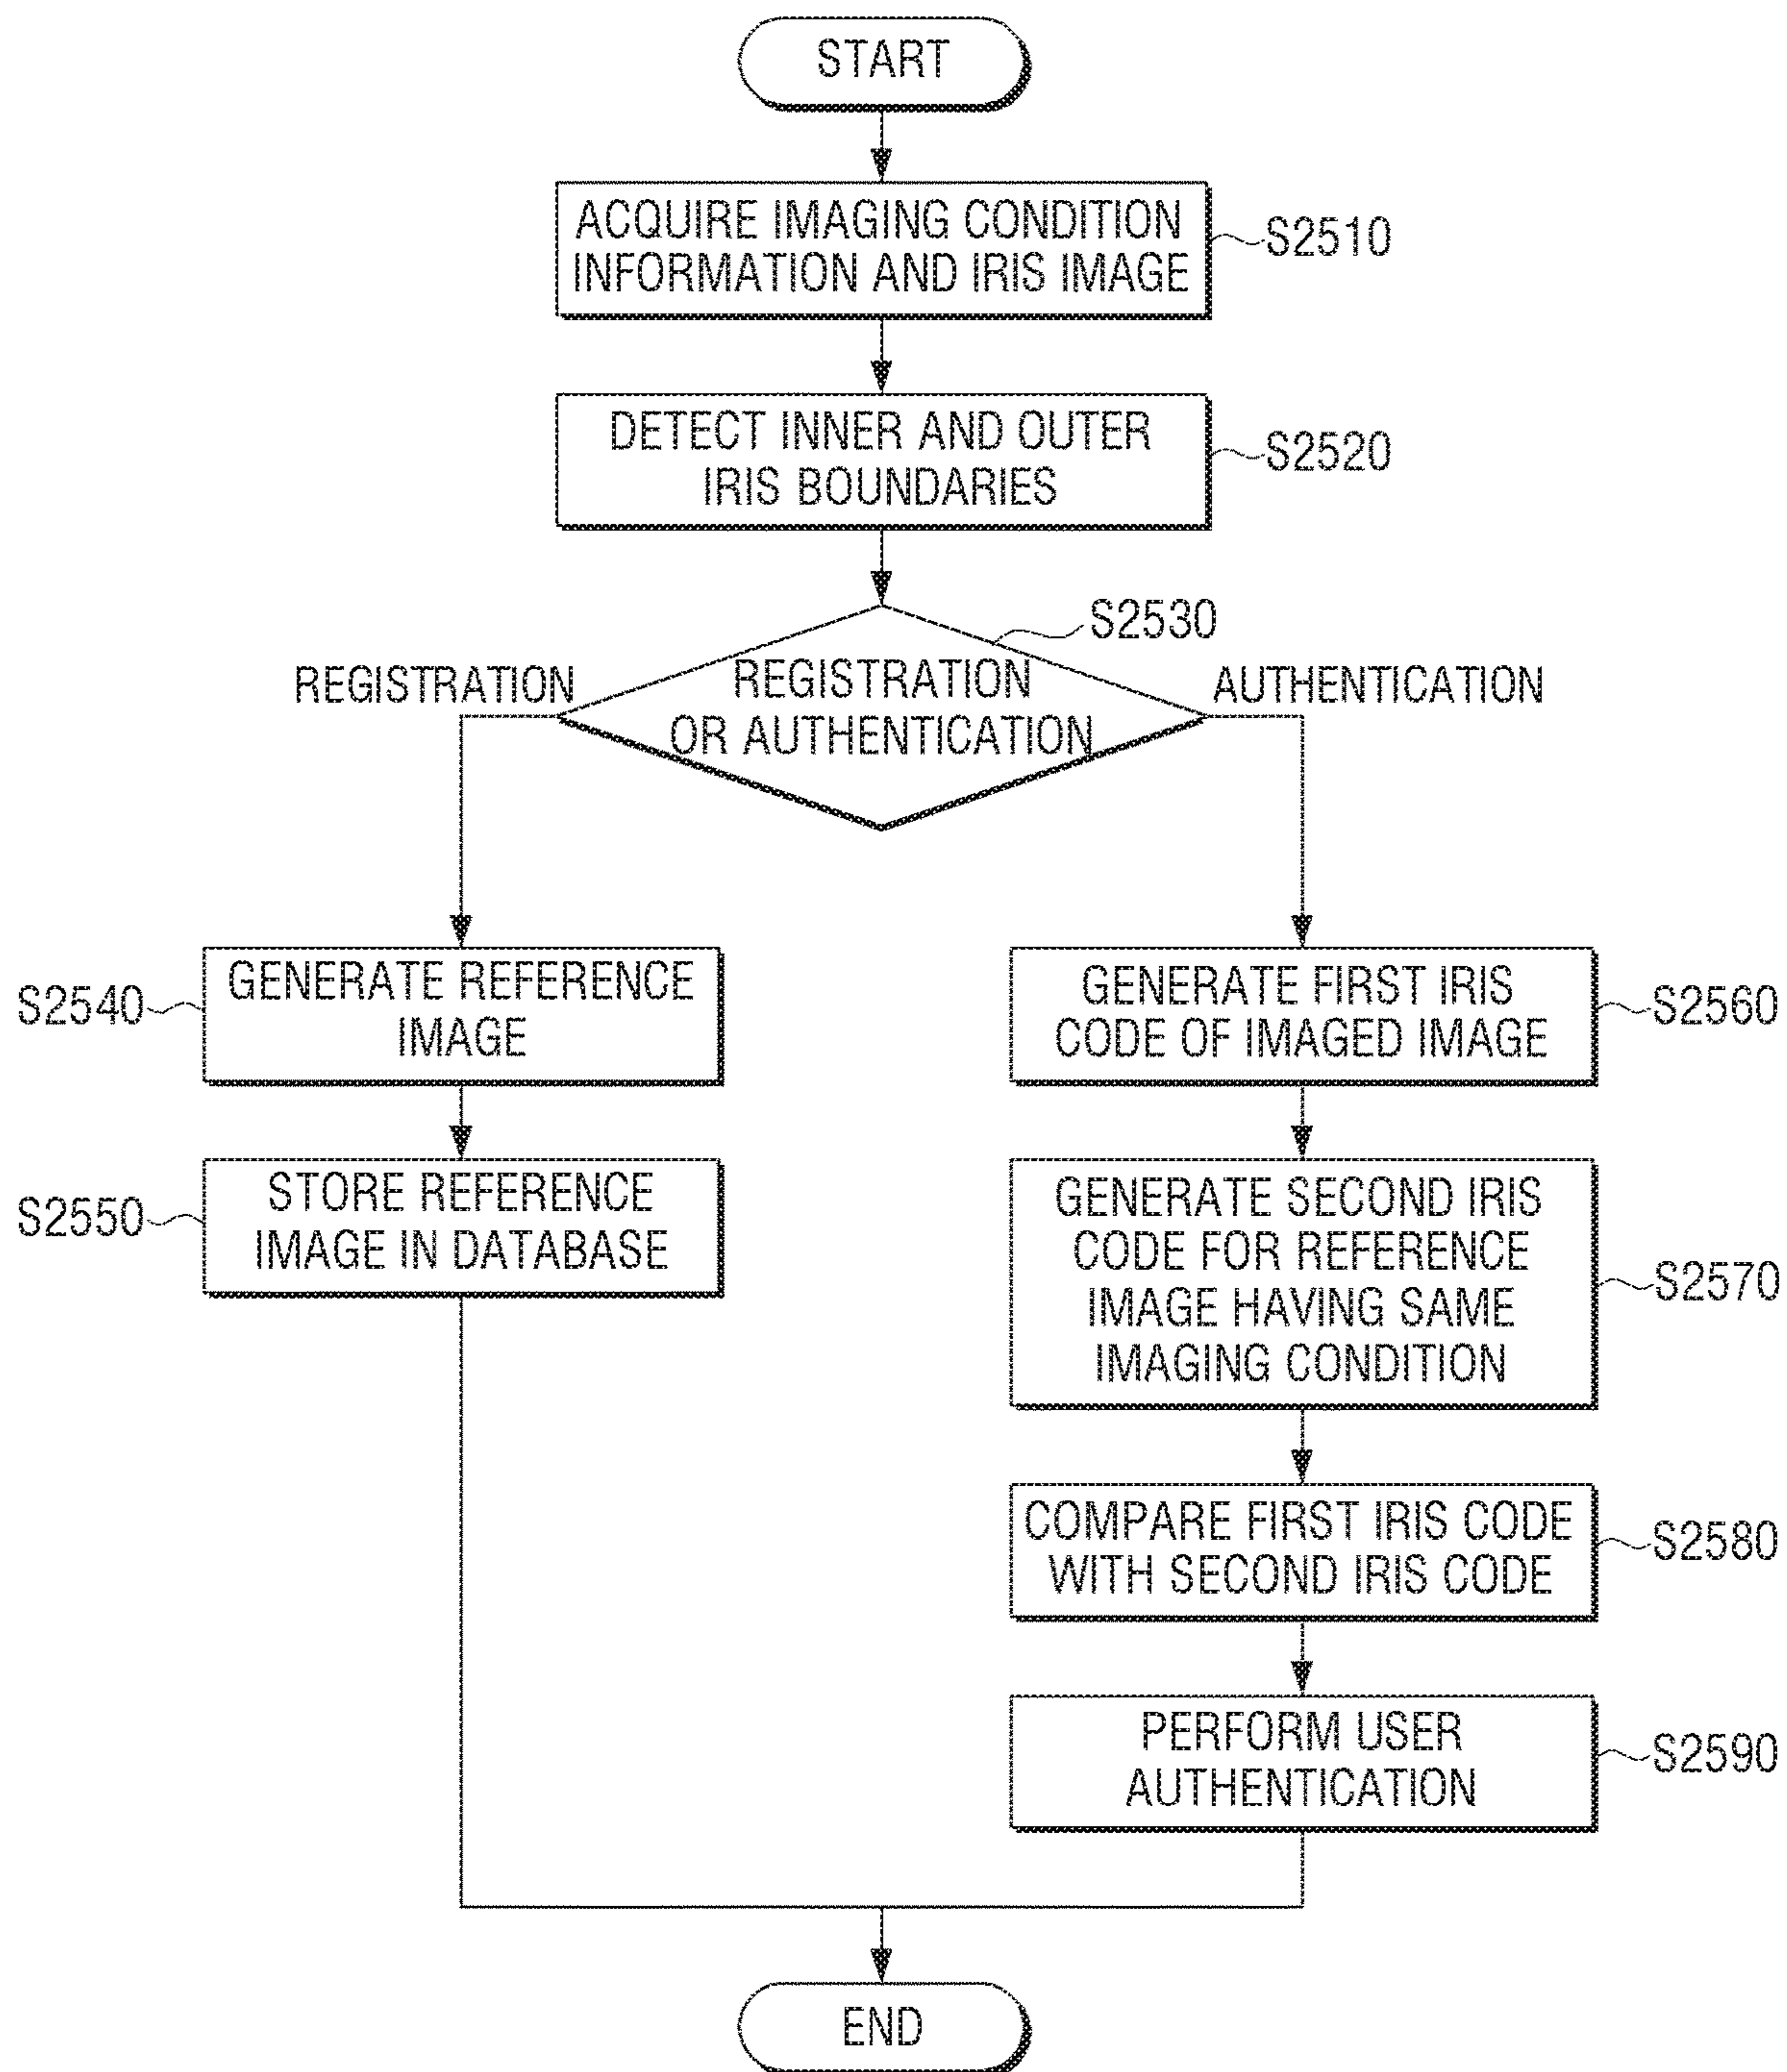 START
ACQUIRE IMAGING CONDITION
INFORMATION AND IRIS IMAGE
S2510
DETECT INNER AND OUTER
IRIS BOUNDARIES
S2520
S2530
REGISTRATION
REGISTRATION
OR AUTHENTICATION
AUTHENTICATION
S2540
GENERATE REFERENCE
IMAGE
S2550
STORE REFERENCE
IMAGE IN DATABASE
GENERATE FIRST IRIS
CODE OF IMAGED IMAGE
S2560
GENERATE SECOND IRIS
CODE FOR REFERENCE
IMAGE HAVING SAME
IMAGING CONDITION
S2570
COMPARE FIRST IRIS CODE
WITH SECOND IRIS CODE
S2580
PERFORM USER
AUTHENTICATION
S2590
END